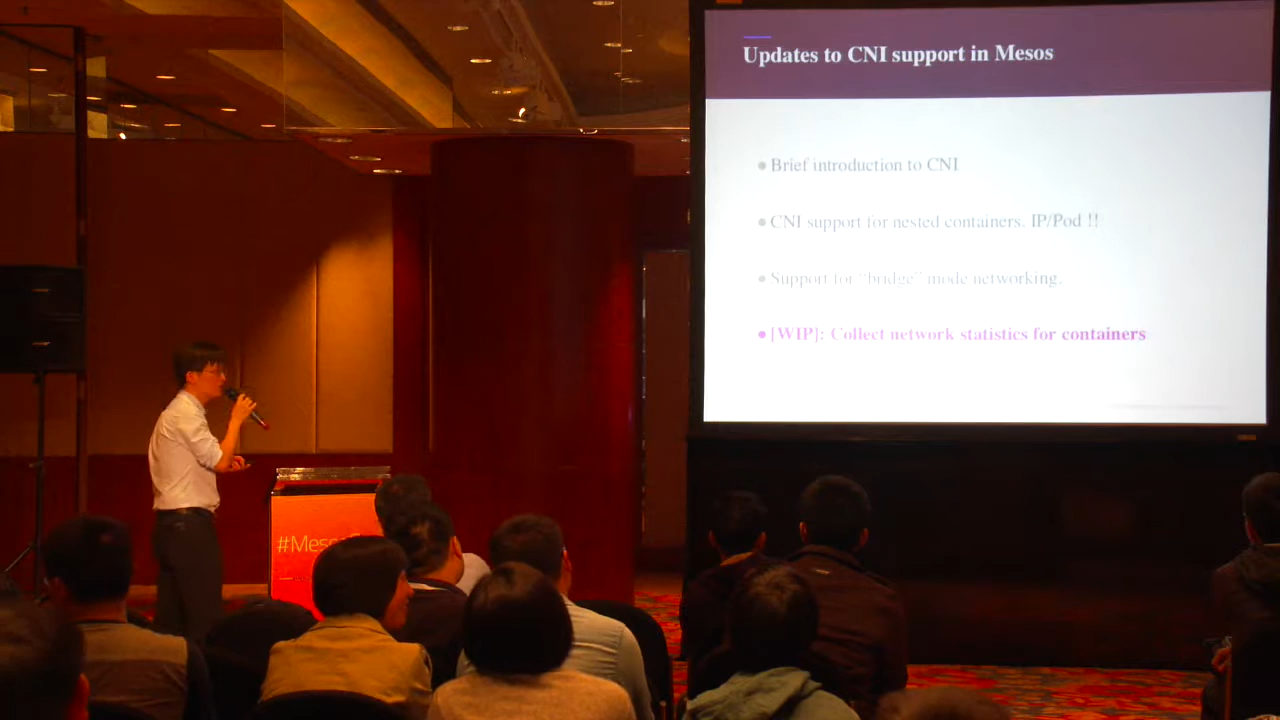 Updates to CNI support in Mesos
• Brief introduction to CNI
• CNI support for nested containers. IP/Pod !!
• Support for "bridge" mode networking.
• [WIP]: Collect network statistics for containers